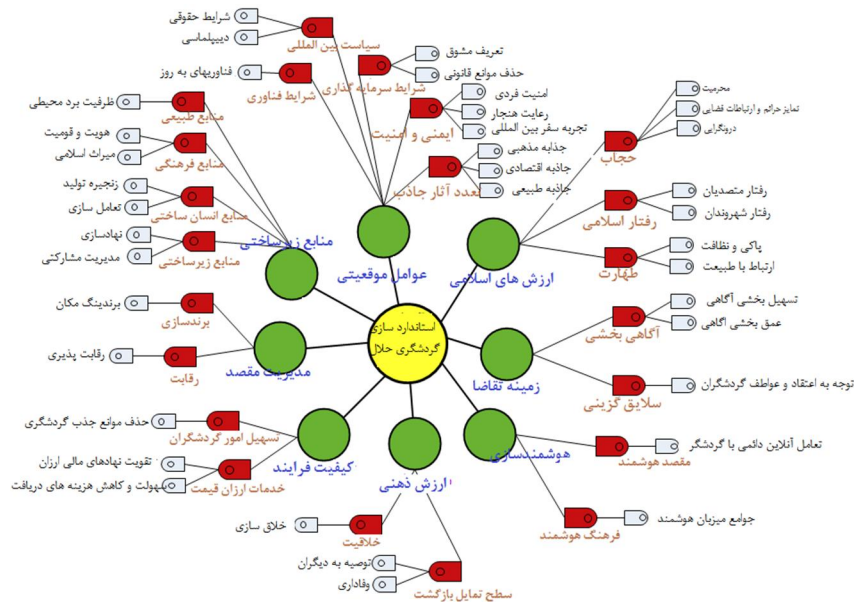 استاندارد سازی
گردشگری حلال
عوامل موقعیتی
سیاست بین المللی
شرایط حقوقی
دیپپلماسی
شرایط فناوری
فناوریهای به روز
شرایط سرمایه گذاری
تعریف مشوق
حذف موانع قانونی
ایمنی و امنیت
امنیت فردی
رعایت هنجار
تجربه سفر بین المللی
تعدد آثار جاذب
جذابه مذهبی
جاذبه اقتصادی
جاذبه طبیعی
ارزش های اسلامی
حجاب
محرمیت
تمایز حرائم و ارتباطات فضایی
درونگرایی
رفتار اسلامی
رفتار متصدیان
رفتار شهروندان
طهارت
پاکی و نظافت
ارتباط با طبیعت
زمینه تقاضا
آگاهی بخشی
تسهیل بخشی آگاهی
عمق بخشی اگاهی
سلایق گزینی
توجه به اعتقاد و عواطف گردشگران
هوشمندسازی
مقصد هوشمند
تعامل آنلاین دائمی با گردشگر
فرهنگ هوشمند
جوامع میزبان هوشمند
ارزش ذهنی
خلاقیت
خلاق سازی
سطح تمایل بازگشت
توصیه به دیگران
وفاداری
کیفیت فرایند
تسهیل امور گردشگران
حذف موانع جذب گردشگری
خدمات ارزان قیمت
تقویت نهادهای مالی ارزان
سهولت و کاهش هزینه های دریافت
مدیریت مقصد
برندسازی
برندینگ مکان
رقابت
رقابت پذیری
منابع زیرساختی
منابع طبیعی
ظرفیت برد محیطی
منابع فرهنگی
هویت و قومیت
میراث اسلامی
منابع انسان ساختی
زنجیره تولید
تعامل سازی
منابع زیرساختی
نهادسازی
مدیریت مشارکتی